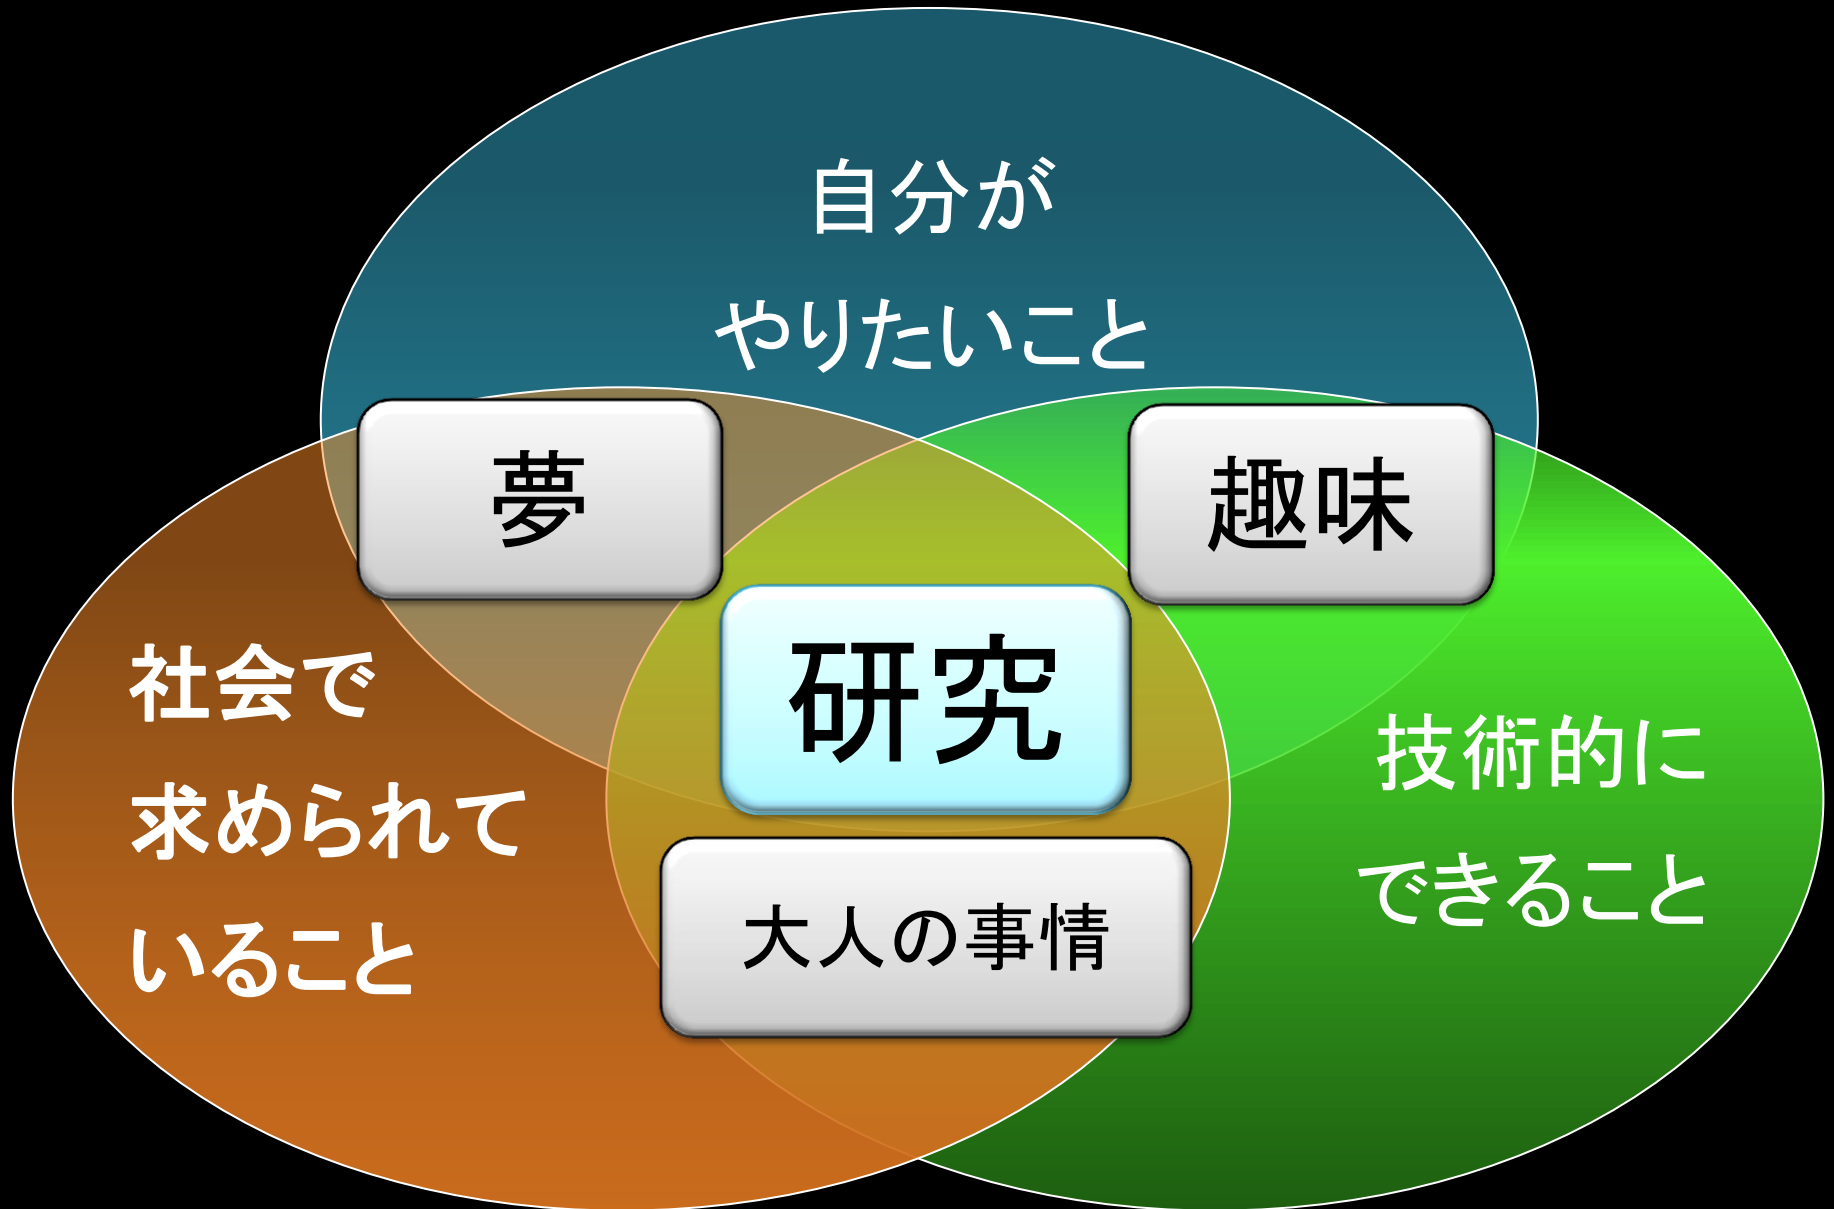 自分が
やりたいこと
夢
趣味
研究
社会で
求められて
いること
技術的に
できること
大人の事情